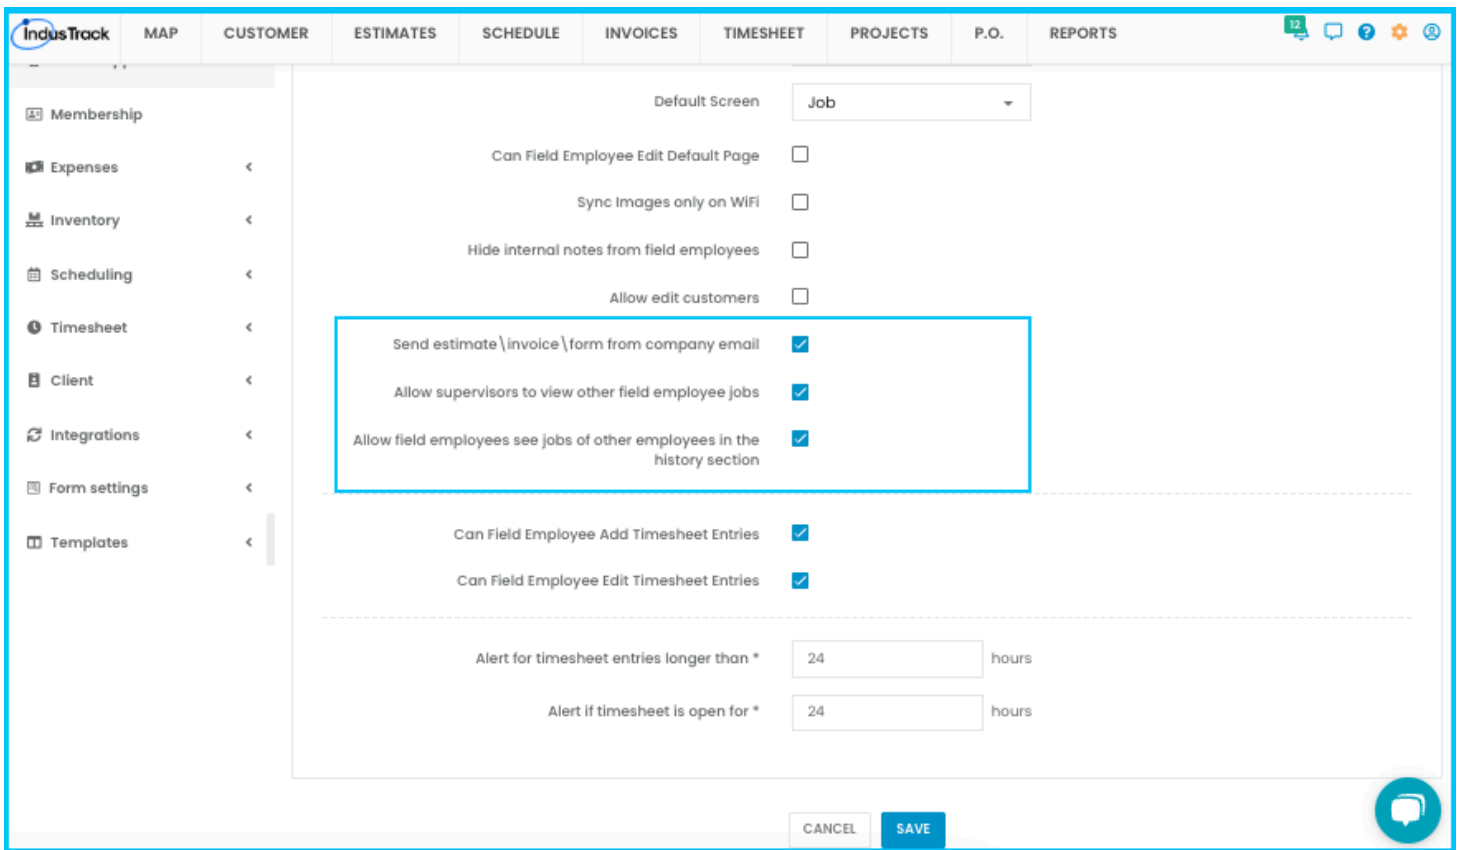 IndusTrack
MAP
CUSTOMER
ESTIMATES
SCHEDULE
INVOICES
TIMESHEET
PROJECTS
P.O.
REPORTS
12
Membership
Expenses
Inventory
Scheduling
Timesheet
Client
Integrations
Form settings
Templates
Default Screen
Job
Can Field Employee Edit Default Page
Sync Images only on WiFi
Hide internal notes from field employees
Allow edit customers
Send estimate\invoice\form from company email
Allow supervisors to view other field employee jobs
Allow field employees see jobs of other employees in the
history section
Can Field Employee Add Timesheet Entries
Can Field Employee Edit Timesheet Entries
Alert for timesheet entries longer than *
24
hours
Alert if timesheet is open for *
24
hours
CANCEL
SAVE